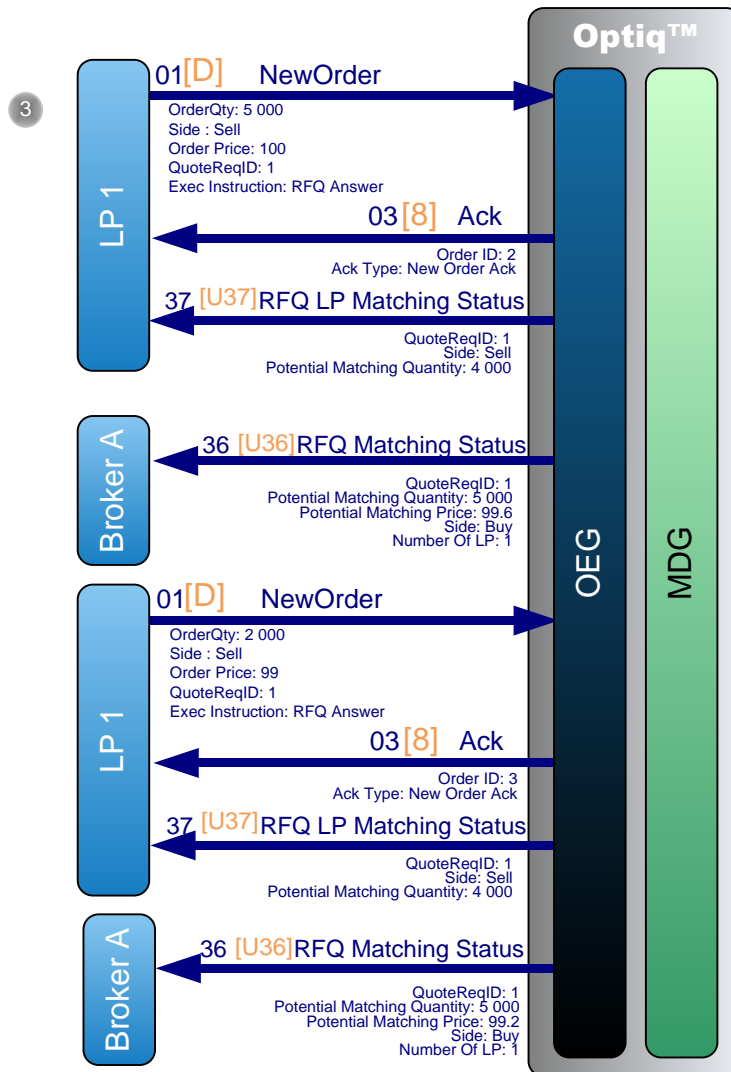 Optiq™
3
LP 1
01[D] NewOrder
OrderQty: 5 000
Side : Sell
Order Price: 100
QuoteReqID: 1
Exec Instruction: RFQ Answer
03[8] Ack
Order ID: 2
Ack Type: New Order Ack
37 [U37]RFQ LP Matching Status
QuoteReqID: 1
Side: Sell
Potential Matching Quantity: 4 000
Broker A
36 [U36]RFQ Matching Status
QuoteReqID: 1
Potential Matching Quantity: 5 000
Potential Matching Price: 99.6
Side: Buy
Number Of LP: 1
OEG
MDG
LP 1
01[D] NewOrder
OrderQty: 2 000
Side : Sell
Order Price: 99
QuoteReqID: 1
Exec Instruction: RFQ Answer
03[8] Ack
Order ID: 3
Ack Type: New Order Ack
37 [U37]RFQ LP Matching Status
QuoteReqID: 1
Side: Sell
Potential Matching Quantity: 4 000
Broker A
36 [U36]RFQ Matching Status
QuoteReqID: 1
Potential Matching Quantity: 5 000
Potential Matching Price: 99.2
Side: Buy
Number Of LP: 1